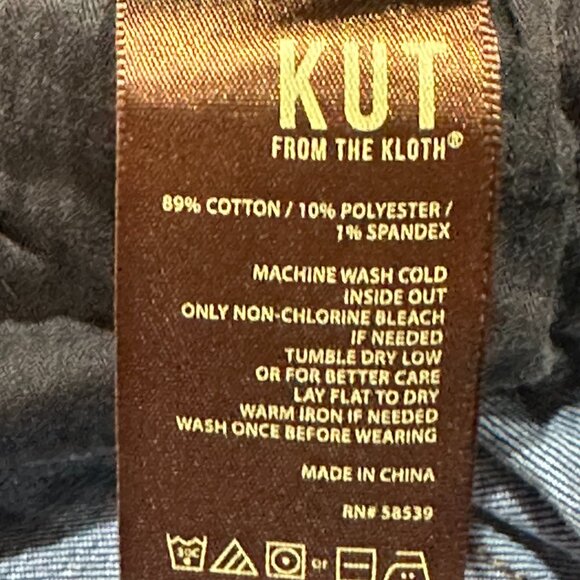 KUT
FROM THE KLOTH®
89% COTTON / 10% POLYESTER /
1% SPANDEX
MACHINE WASH COLD
INSIDE OUT
ONLY NON-CHLORINE BLEACH
IF NEEDED
TUMBLE DRY LOW
OR FOR BETTER CARE
LAY FLAT TO DRY
WARM IRON IF NEEDED
WASH ONCE BEFORE WEARING
MADE IN CHINA
RN# 58539
30C or